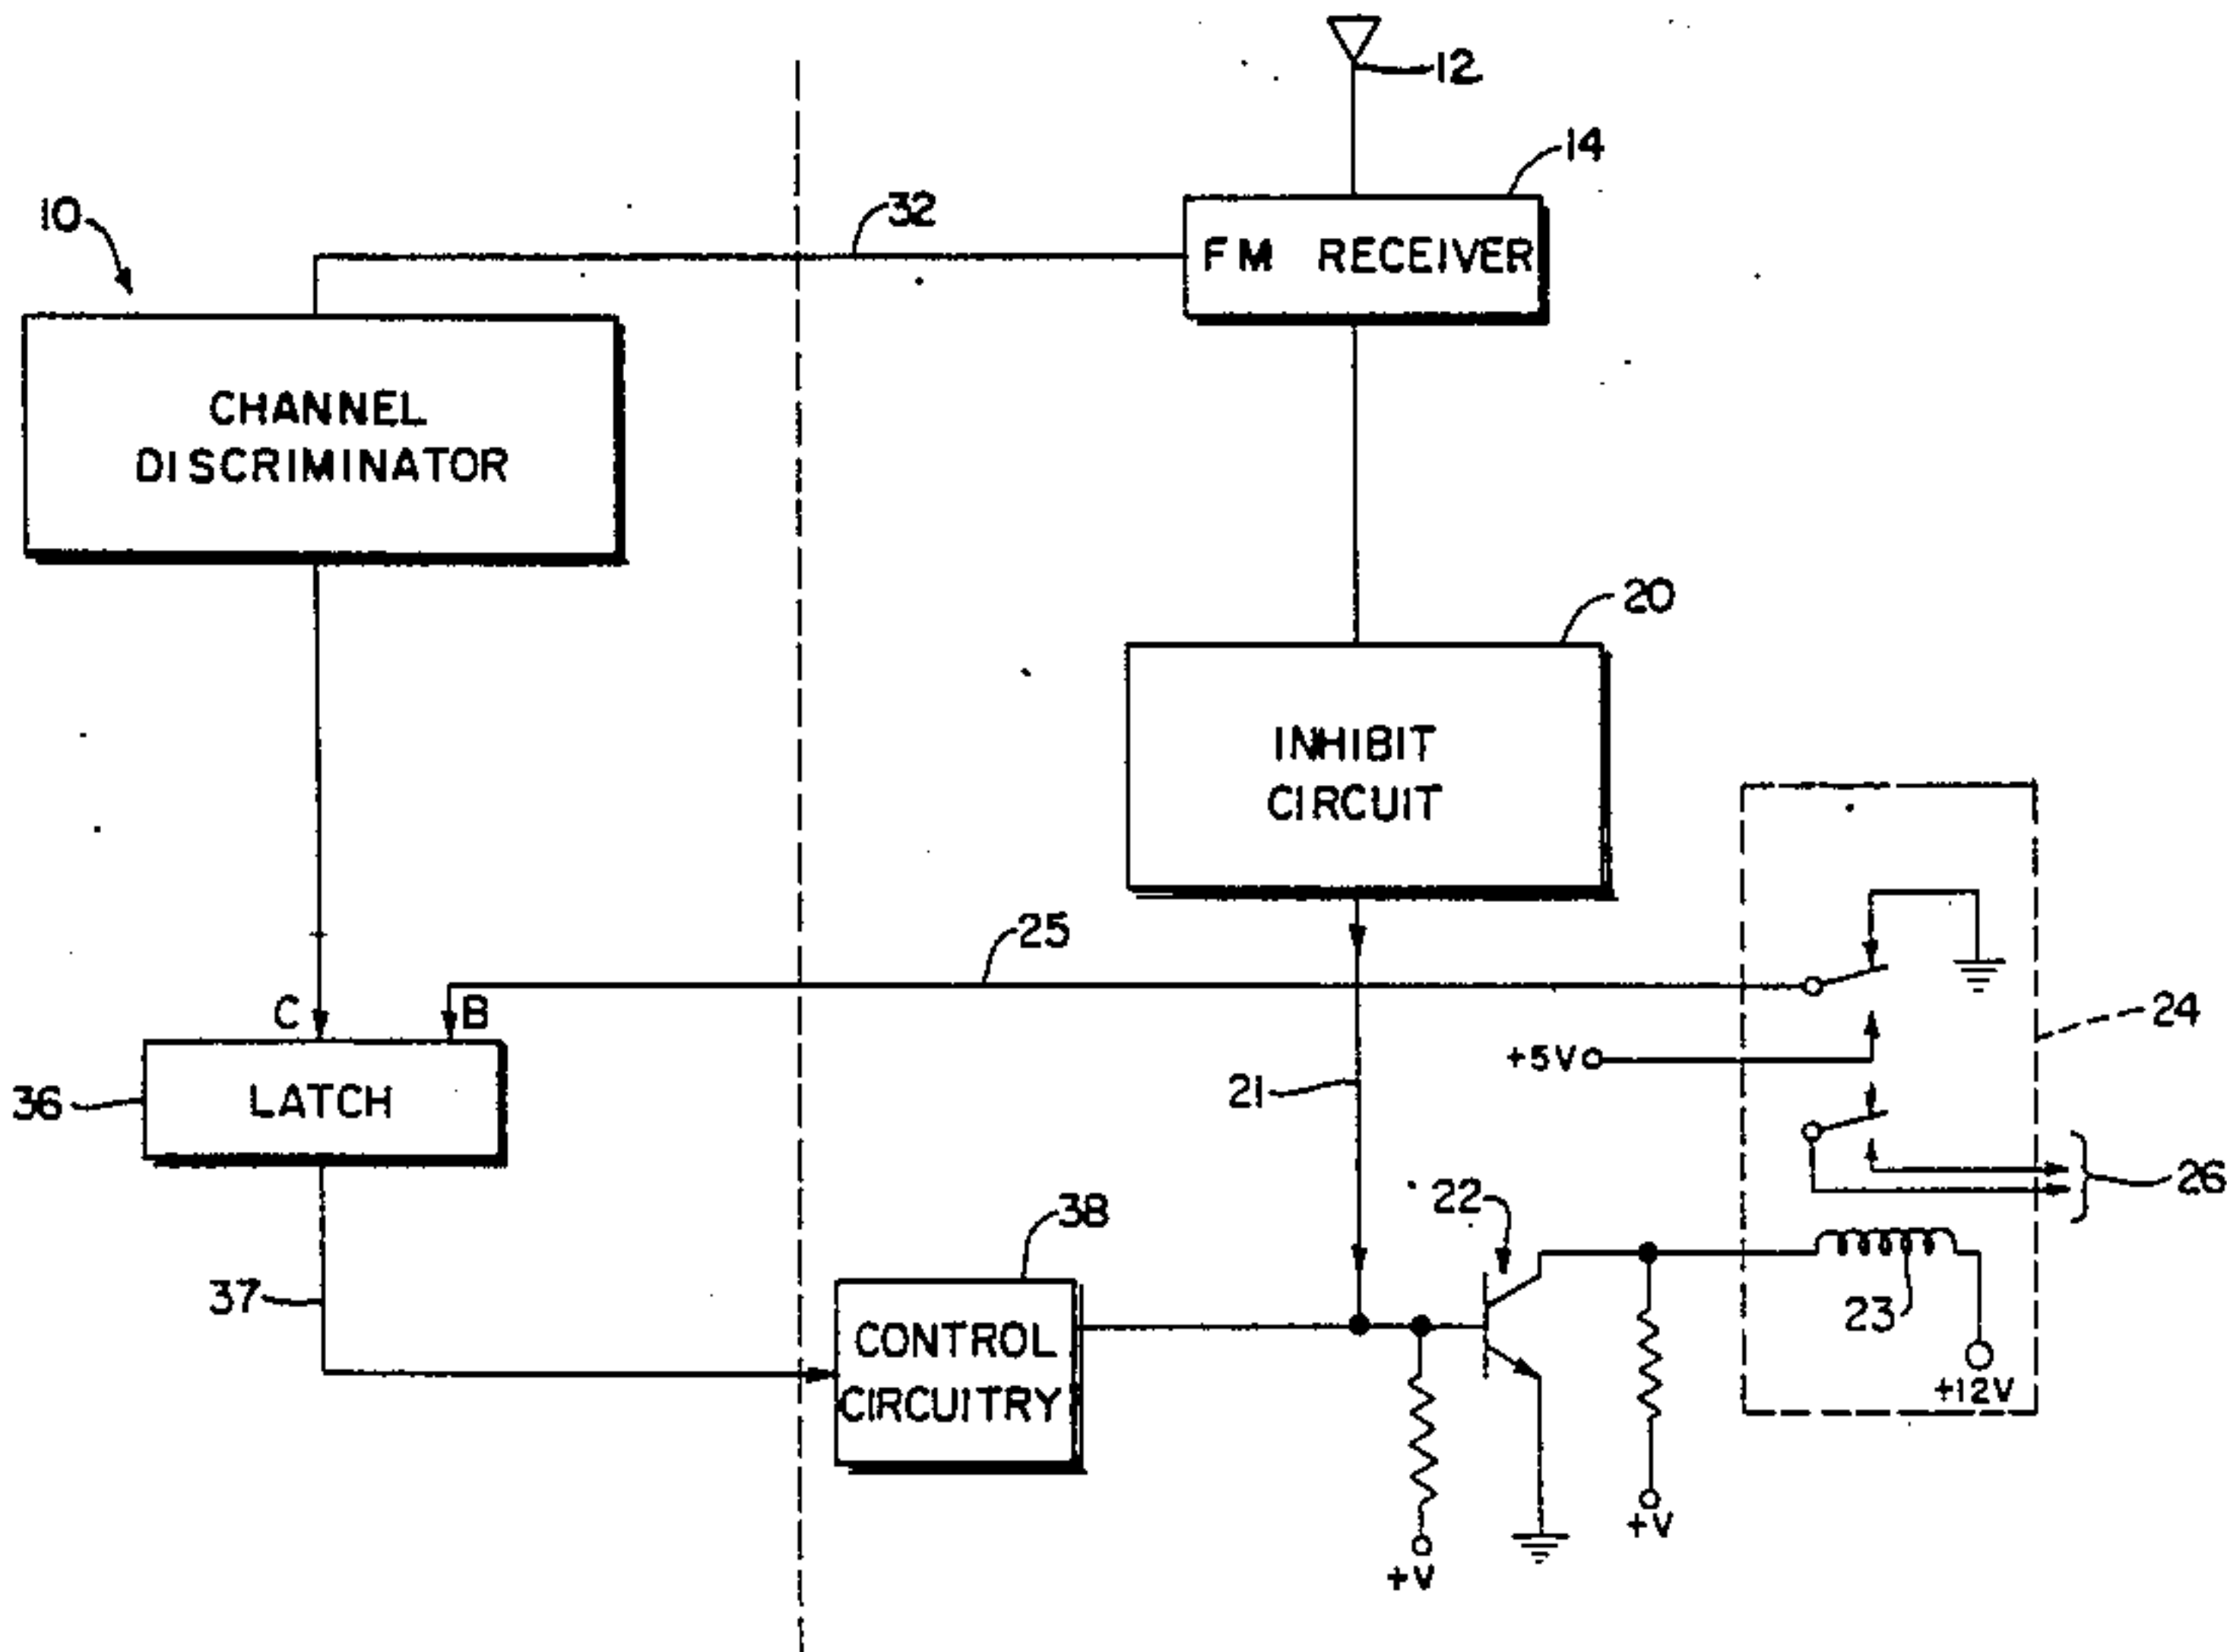 12
14
10
32
FM RECEIVER
CHANNEL
DISCRIMINATOR
20
INHIBIT
CIRCUIT
25
C
B
24
+5V
21
36
LATCH
26
22
38
37
23
CONTROL
CIRCUITRY
+12V
+V
+V